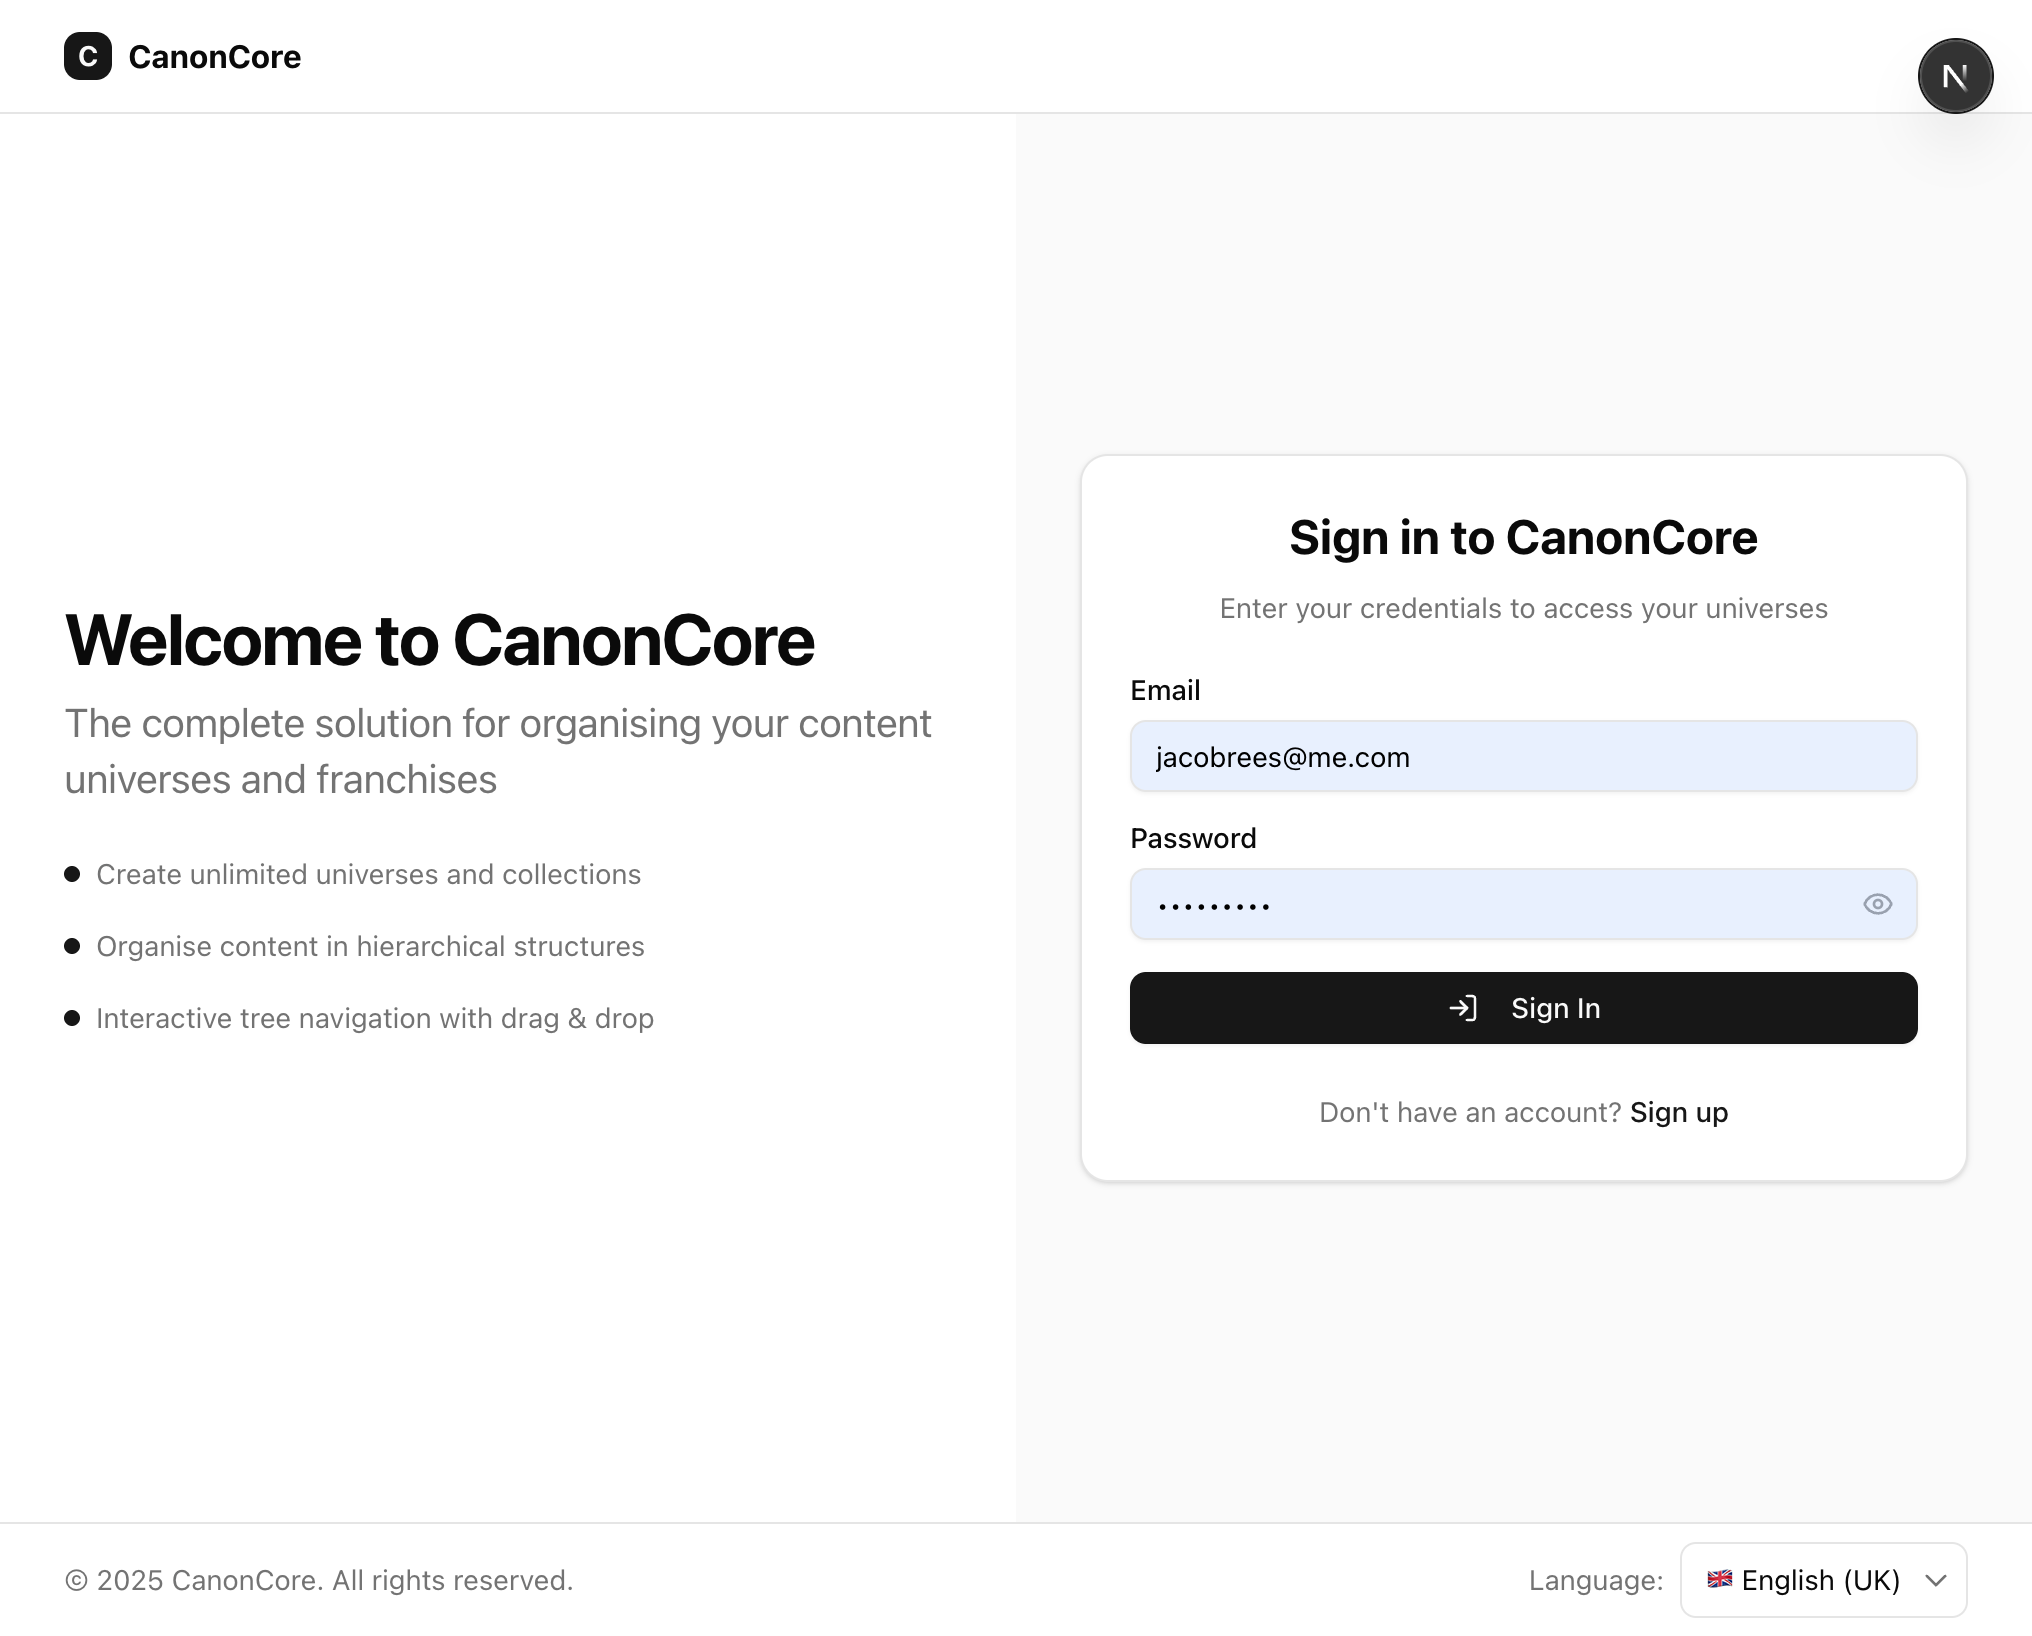 C CanonCore
N
Welcome to CanonCore
The complete solution for organising your content
universes and franchises
Create unlimited universes and collections
Organise content in hierarchical structures
Interactive tree navigation with drag & drop
Sign in to CanonCore
Enter your credentials to access your universes
Email
jacobrees@me.com
Password
•••••••••
Sign In
Don't have an account? Sign up
© 2025 CanonCore. All rights reserved.
Language: 🇬🇧 English (UK)